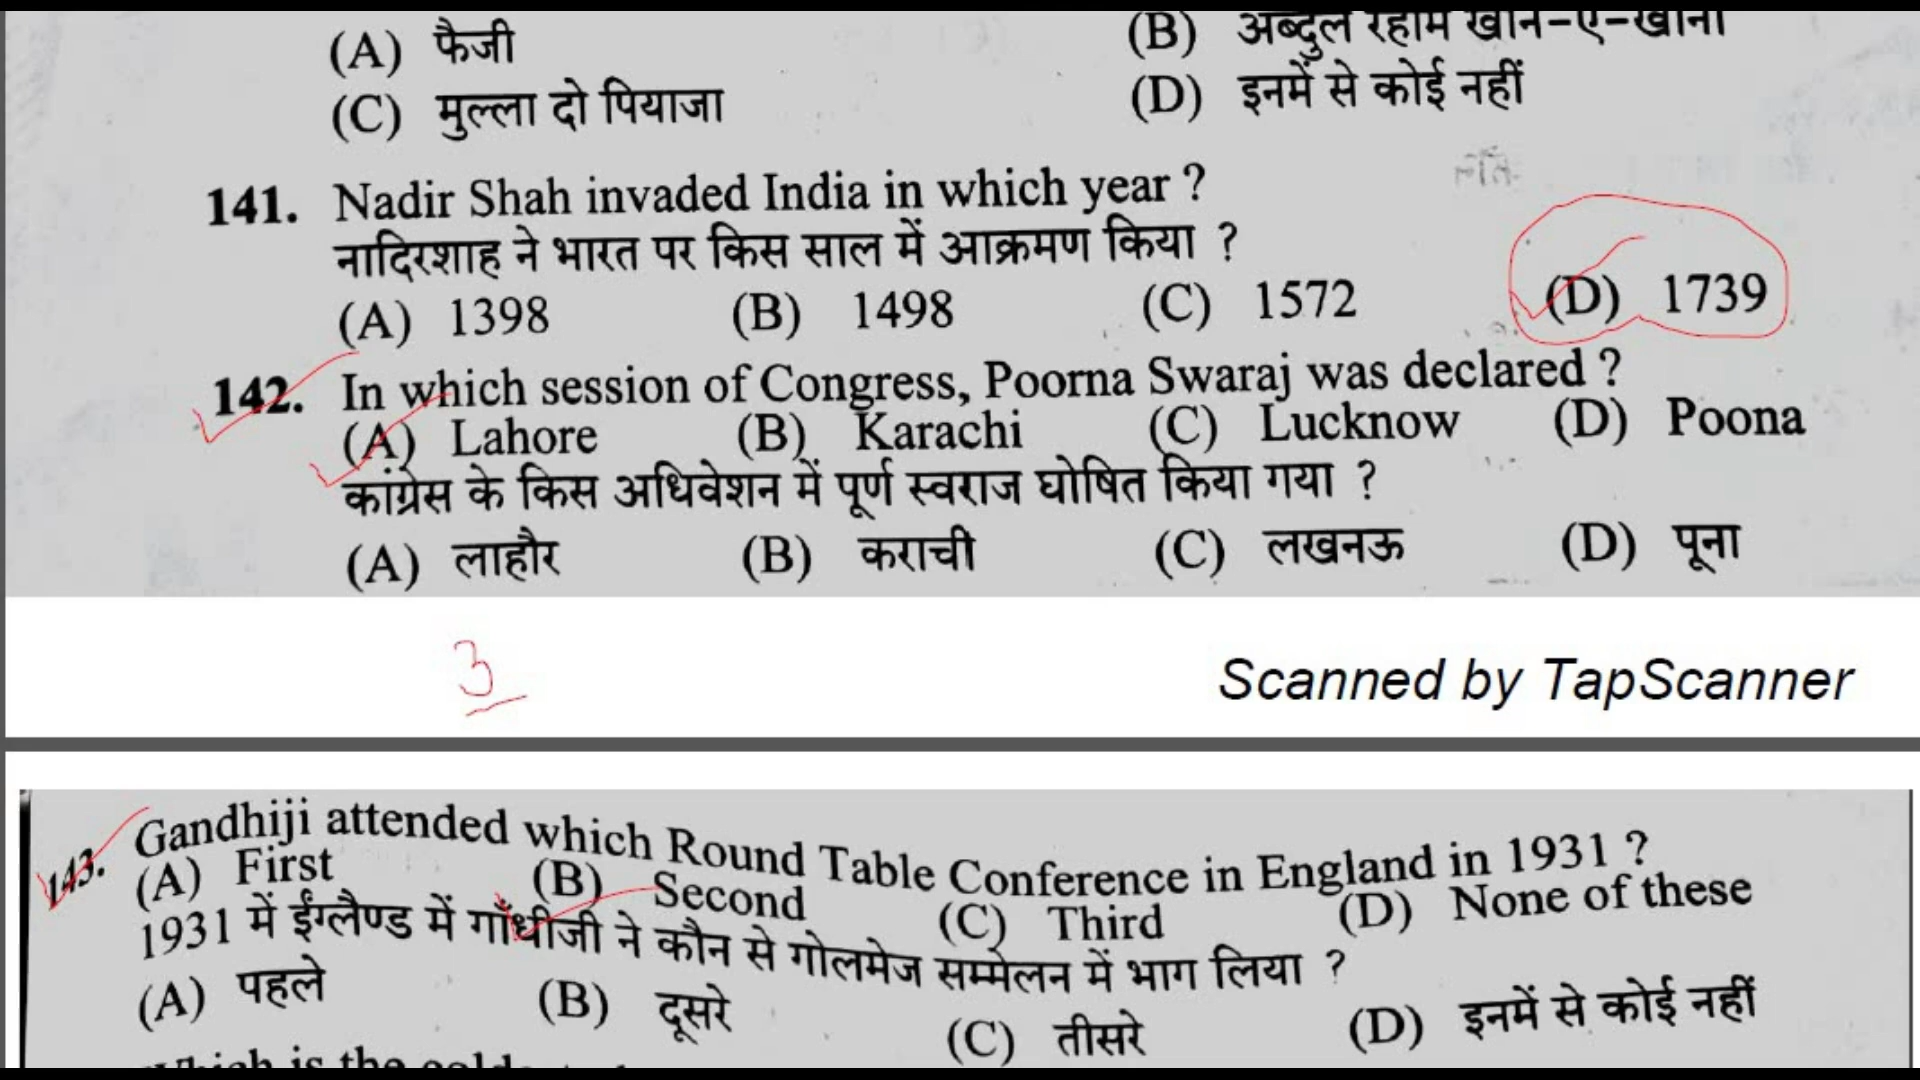 (A) फैजी (B) अब्दुल रहीम खान-ए-खाना
(C) मुल्ला दो पियाजा (D) इनमें से कोई नहीं
141. Nadir Shah invaded India in which year ?
नादिरशाह ने भारत पर किस साल में आक्रमण किया ?
(A) 1398 (B) 1498 (C) 1572 (D) 1739
142. In which session of Congress, Poorna Swaraj was declared ?
(A) Lahore (B) Karachi (C) Lucknow (D) Poona
कांग्रेस के किस अधिवेशन में पूर्ण स्वराज घोषित किया गया ?
(A) लाहौर (B) कराची (C) लखनऊ (D) पूना
3
Scanned by TapScanner
143. Gandhiji attended which Round Table Conference in England in 1931 ?
(A) First (B) Second (C) Third (D) None of these
1931 में ईंग्लैण्ड में गाँधीजी ने कौन से गोलमेज सम्मेलन में भाग लिया ?
(A) पहले (B) दूसरे (C) तीसरे (D) इनमें से कोई नहीं
Which is the